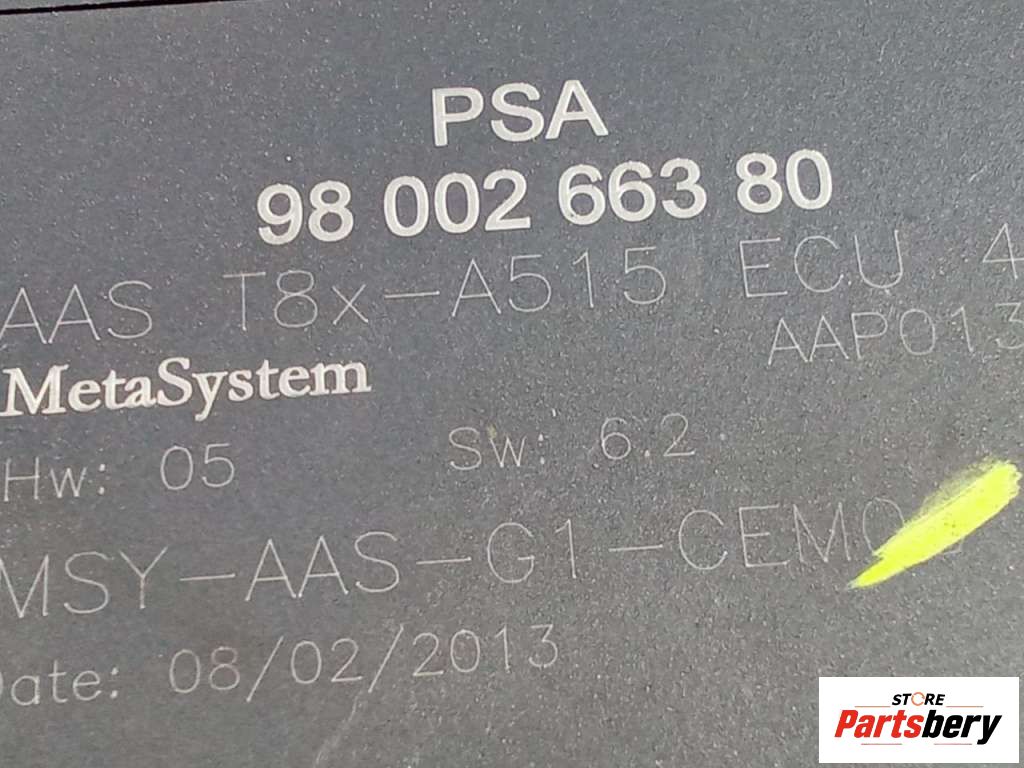 PSA
98 002 663 80
AAS T8x-A515 ECU 4
AAP013
MetaSystem
Hw: 05 Sw: 6.2
MSY-AAS-G1-
Date: 08/02/2013
STORE
Partsbery